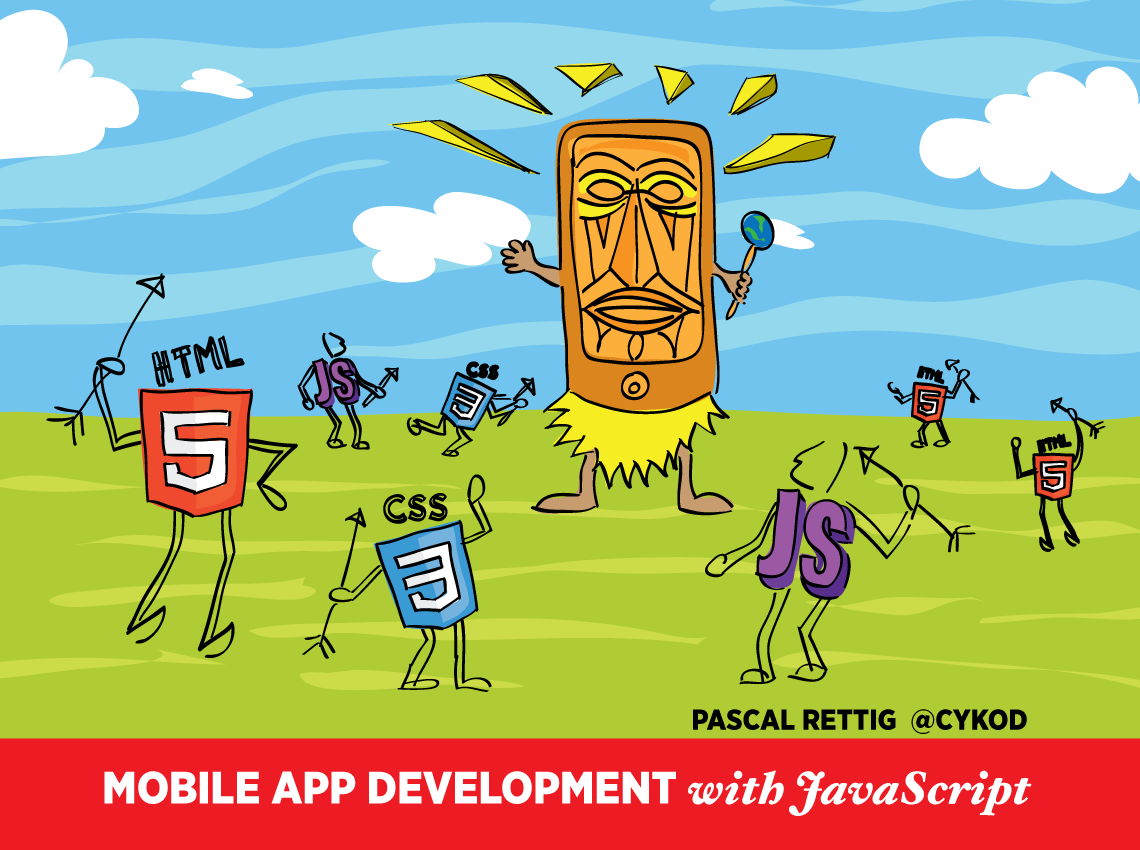 HTML
5
JS
CSS
3
HTML
5
HTML
5
CSS
3
JS
PASCAL RETTIG @CYKOD
MOBILE APP DEVELOPMENT with JavaScript